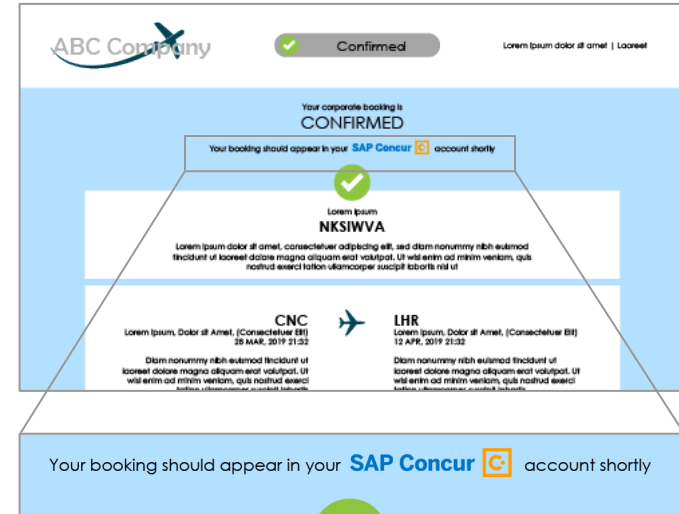 ABC Company
Confirmed
Lorem ipsum dolor sit amet | Laoreet
Your corporate booking is
CONFIRMED
Your booking should appear in your SAP Concur C account shortly
Lorem ipsum
NKSIWVA
Lorem ipsum dolor sit amet, consectetuer adipiscing elit, sed diam nonummy nibh euismod
tincidunt ut laoreet dolore magna aliquam erat volutpat. Ut wisi enim ad minim veniam, quis
nostrud exerci tation ullamcorper suscipit lobortis nisl ut
CNC
Lorem Ipsum, Dolor sit Amet, (Consectetuer Elit)
28 MAR, 2019 21:32
Diam nonummy nibh euismod tincidunt ut
laoreet dolore magna aliquam erat volutpat. Ut
wisi enim ad minim veniam, quis nostrud exerci
LHR
Lorem Ipsum, Dolor sit Amet, (Consectetuer Elit)
12 APR, 2019 21:32
Diam nonummy nibh euismod tincidunt ut
laoreet dolore magna aliquam erat volutpat. Ut
wisi enim ad minim veniam, quis nostrud exerci
Your booking should appear in your SAP Concur C account shortly